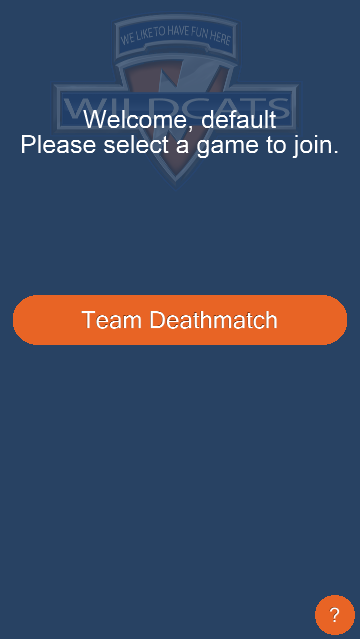 WE LIKE TO HAVE FUN HERE
WILDCATS
Welcome, default
Please select a game to join.
Team Deathmatch
?